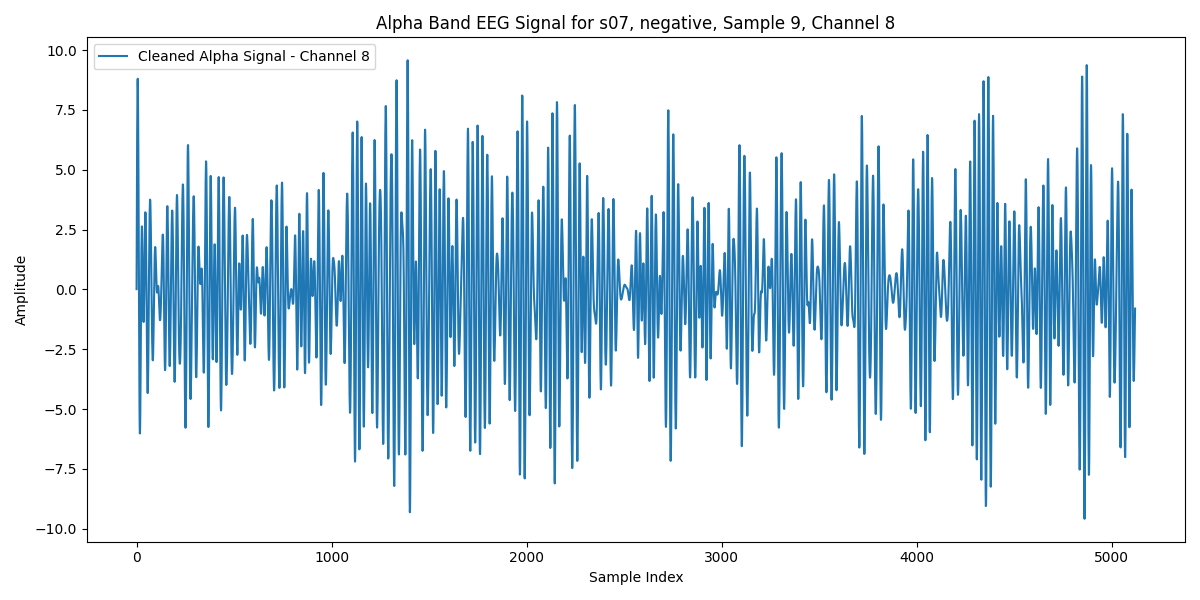 Alpha Band EEG Signal for s07, negative, Sample 9, Channel 8
Cleaned Alpha Signal - Channel 8
10.0
7.5
5.0
2.5
0.0
−2.5
−5.0
−7.5
−10.0
Amplitude
0 1000 2000 3000 4000 5000
Sample Index